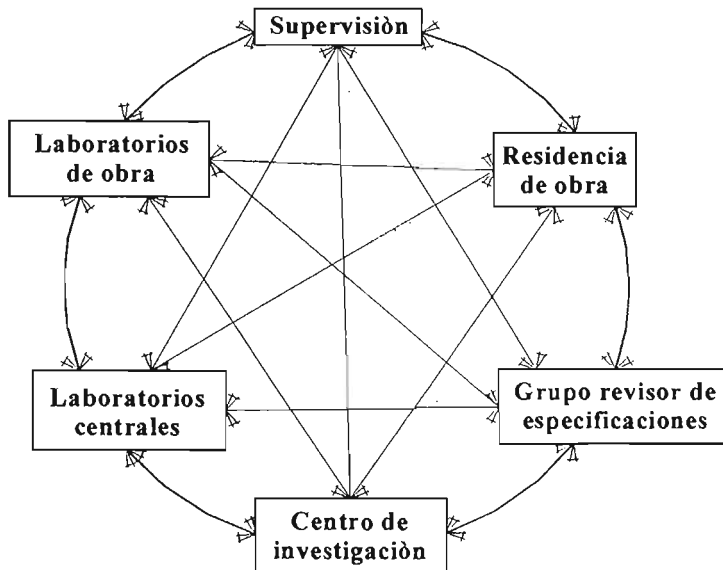 Supervisiòn
Laboratorios
de obra
Residencia
de obra
Laboratorios
centrales
Grupo revisor de
especificaciones
Centro de
investigaciòn